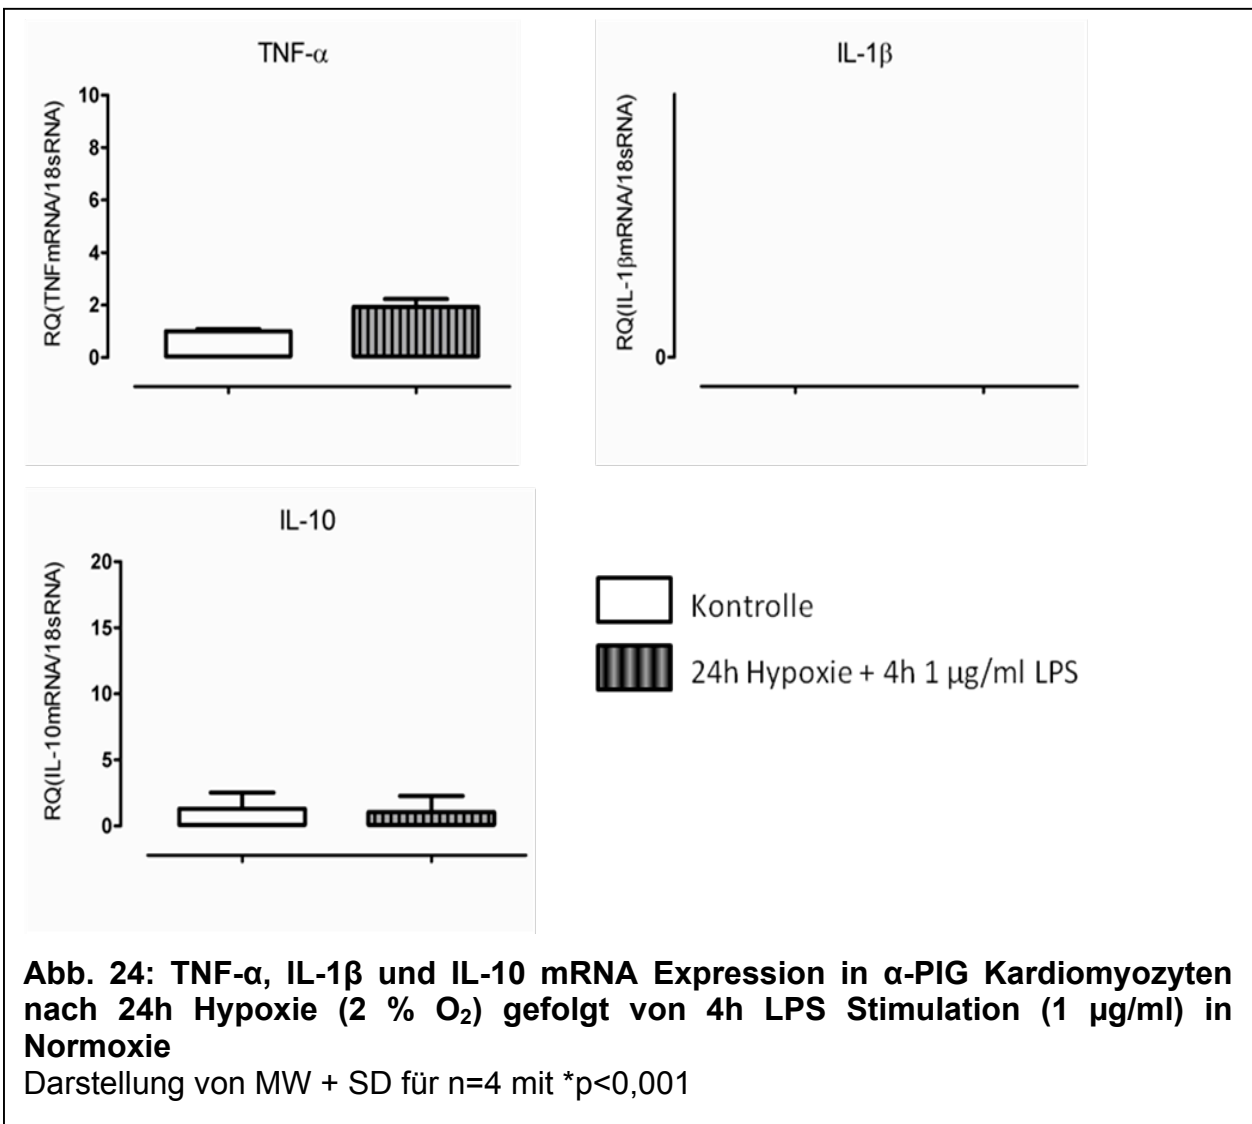 TNF-α
RQ(TNFmRNA/18sRNA)
10
8
6
4
2
0
IL-1β
RQ(IL-1βmRNA/18sRNA)
0
IL-10
RQ(IL-10mRNA/18sRNA)
20
15
10
5
0
Kontrolle
24h Hypoxie + 4h 1 µg/ml LPS
Abb. 24: TNF-α, IL-1β und IL-10 mRNA Expression in α-PIG Kardiomyozyten
nach 24h Hypoxie (2 % O₂) gefolgt von 4h LPS Stimulation (1 µg/ml) in
Normoxie
Darstellung von MW + SD für n=4 mit *p<0,001